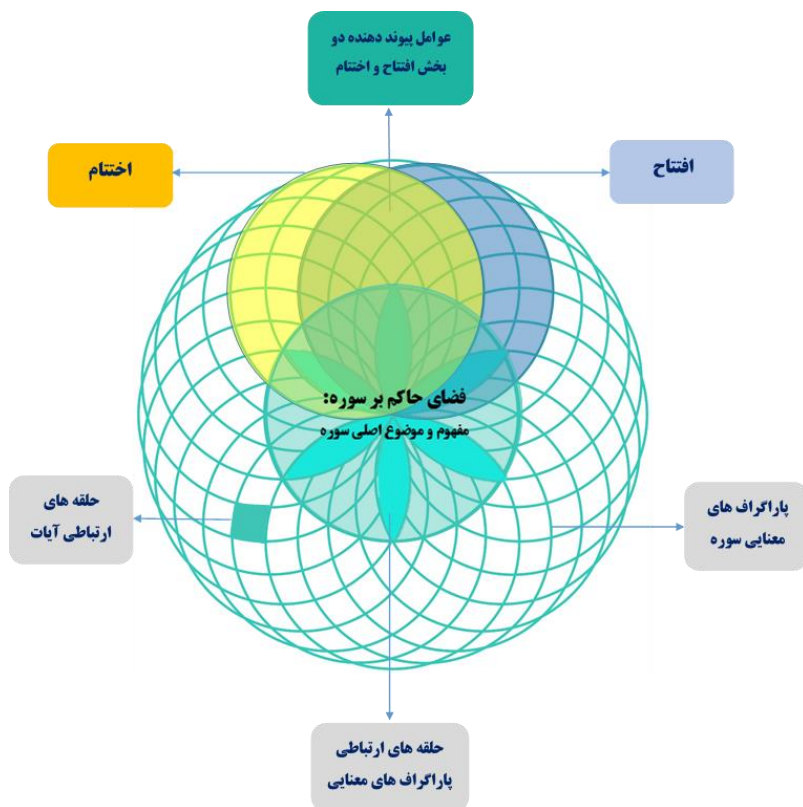 عوامل پیوند دهنده دو
بخش افتتاح و اختتام
افتتاح
اختتام
فضای حاکم بر سوره:
مفهوم و موضوع اصلی سوره
پاراگراف های
معنایی سوره
حلقه های
ارتباطی آیات
حلقه های ارتباطی
پاراگراف های معنایی